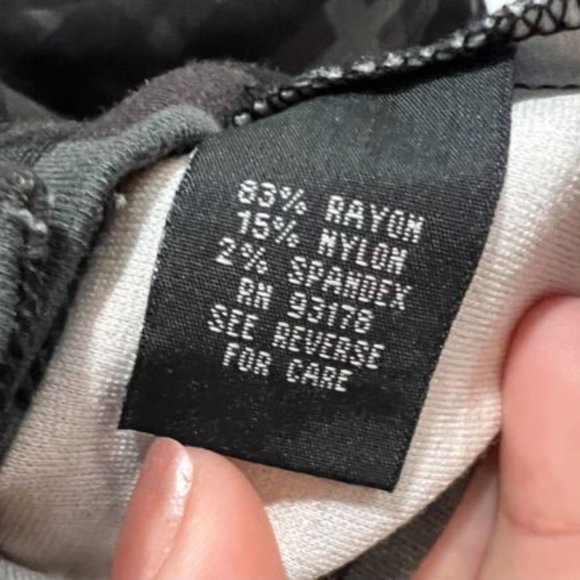 83% RAYON
15% NYLON
2% SPANDEX
RN 93178
SEE REVERSE
FOR CARE